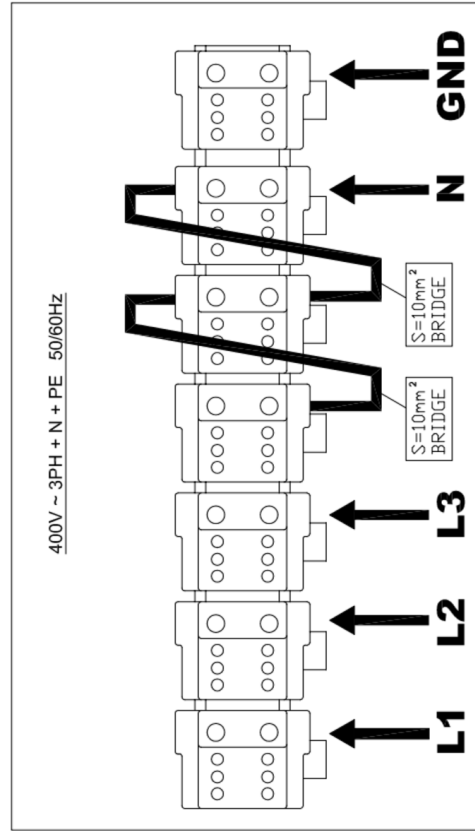 400V ~ 3PH + N + PE 50/60Hz
S=10mm²
BRIDGE
S=10mm²
BRIDGE
L1
L2
L3
N
GND